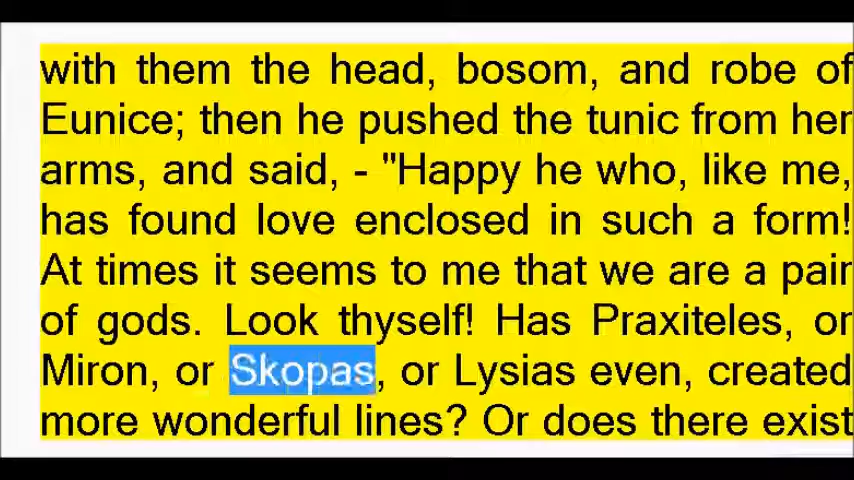 with them the head, bosom, and robe of
Eunice; then he pushed the tunic from her
arms, and said, - "Happy he who, like me,
has found love enclosed in such a form!
At times it seems to me that we are a pair
of gods. Look thyself! Has Praxiteles, or
Miron, or Skopas, or Lysias even, created
more wonderful lines? Or does there exist